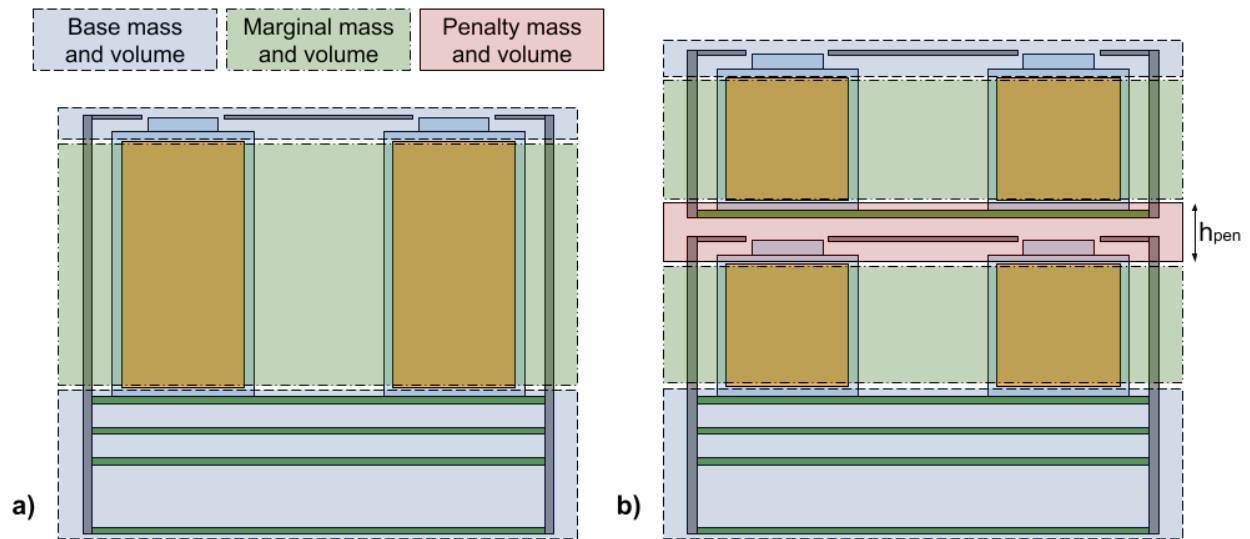 Base mass
and volume
Marginal mass
and volume
Penalty mass
and volume
hpen
a)
b)